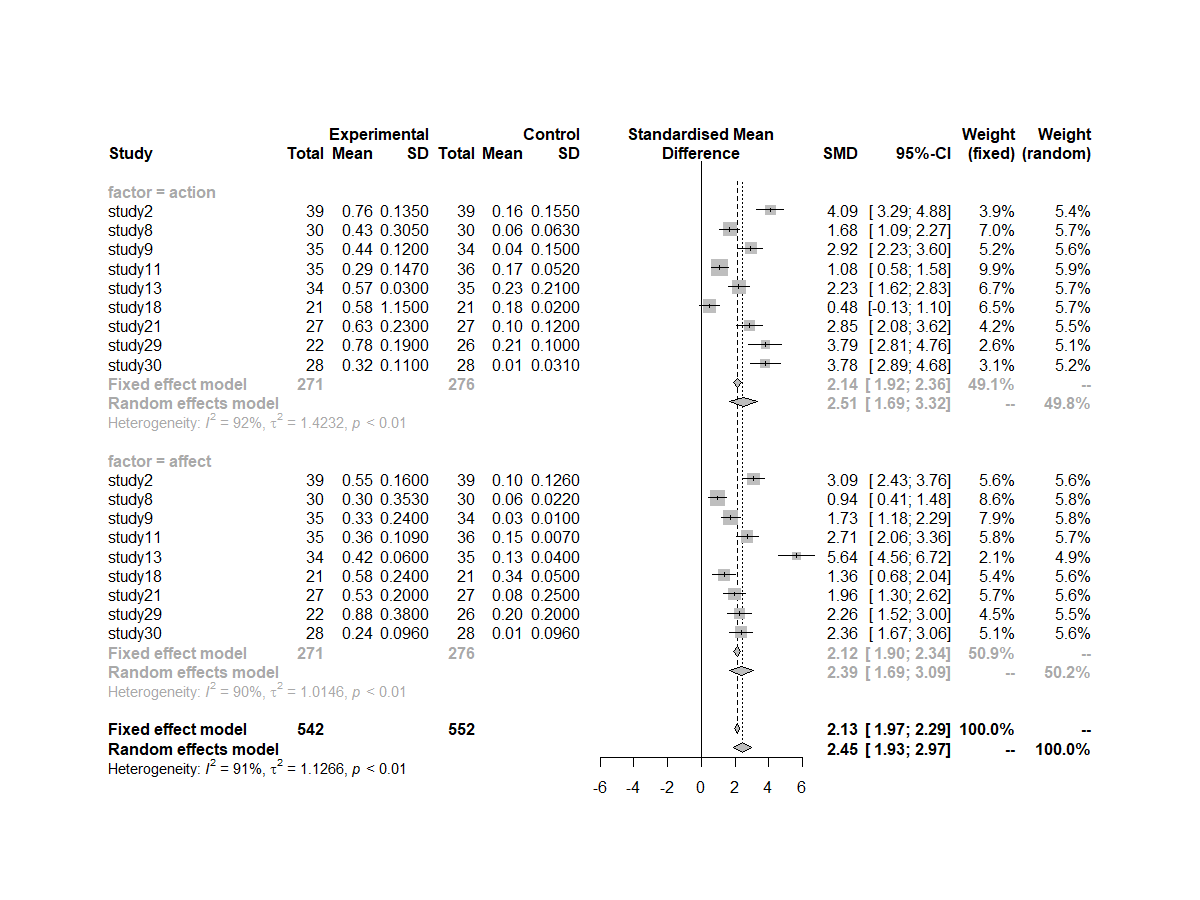 Experimental Control Standardised Mean Weight Weight
Study Total Mean SD Total Mean SD Difference SMD 95%-CI (fixed) (random)
factor = action
study2 39 0.76 0.1350 39 0.16 0.1550 4.09 [ 3.29; 4.88] 3.9% 5.4%
study8 30 0.43 0.3050 30 0.06 0.0630 1.68 [ 1.09; 2.27] 7.0% 5.7%
study9 35 0.44 0.1200 34 0.04 0.1500 2.92 [ 2.23; 3.60] 5.2% 5.6%
study11 35 0.29 0.1470 36 0.17 0.0520 1.08 [ 0.58; 1.58] 9.9% 5.9%
study13 34 0.57 0.0300 35 0.23 0.2100 2.23 [ 1.62; 2.83] 6.7% 5.7%
study18 21 0.58 1.1500 21 0.18 0.0200 0.48 [-0.13; 1.10] 6.5% 5.7%
study21 27 0.63 0.2300 27 0.10 0.1200 2.85 [ 2.08; 3.62] 4.2% 5.5%
study29 22 0.78 0.1900 26 0.21 0.1000 3.79 [ 2.81; 4.76] 2.6% 5.1%
study30 28 0.32 0.1100 28 0.01 0.0310 3.78 [ 2.89; 4.68] 3.1% 5.2%
Fixed effect model 271 276 2.14 [ 1.92; 2.36] 49.1% --
Random effects model 2.51 [ 1.69; 3.32] -- 49.8%
Heterogeneity: I² = 92%, τ² = 1.4232, p < 0.01
factor = affect
study2 39 0.55 0.1600 39 0.10 0.1260 3.09 [ 2.43; 3.76] 5.6% 5.6%
study8 30 0.30 0.3530 30 0.06 0.0220 0.94 [ 0.41; 1.48] 8.6% 5.8%
study9 35 0.33 0.2400 34 0.03 0.0100 1.73 [ 1.18; 2.29] 7.9% 5.8%
study11 35 0.36 0.1090 36 0.15 0.0070 2.71 [ 2.06; 3.36] 5.8% 5.7%
study13 34 0.42 0.0600 35 0.13 0.0400 5.64 [ 4.56; 6.72] 2.1% 4.9%
study18 21 0.58 0.2400 21 0.34 0.0500 1.36 [ 0.68; 2.04] 5.4% 5.6%
study21 27 0.53 0.2000 27 0.08 0.2500 1.96 [ 1.30; 2.62] 5.7% 5.6%
study29 22 0.88 0.3800 26 0.20 0.2000 2.26 [ 1.52; 3.00] 4.5% 5.5%
study30 28 0.24 0.0960 28 0.01 0.0960 2.36 [ 1.67; 3.06] 5.1% 5.6%
Fixed effect model 271 276 2.12 [ 1.90; 2.34] 50.9% --
Random effects model 2.39 [ 1.69; 3.09] -- 50.2%
Heterogeneity: I² = 90%, τ² = 1.0146, p < 0.01
Fixed effect model 542 552 2.13 [ 1.97; 2.29] 100.0% --
Random effects model 2.45 [ 1.93; 2.97] -- 100.0%
Heterogeneity: I² = 91%, τ² = 1.1266, p < 0.01
-6 -4 -2 0 2 4 6